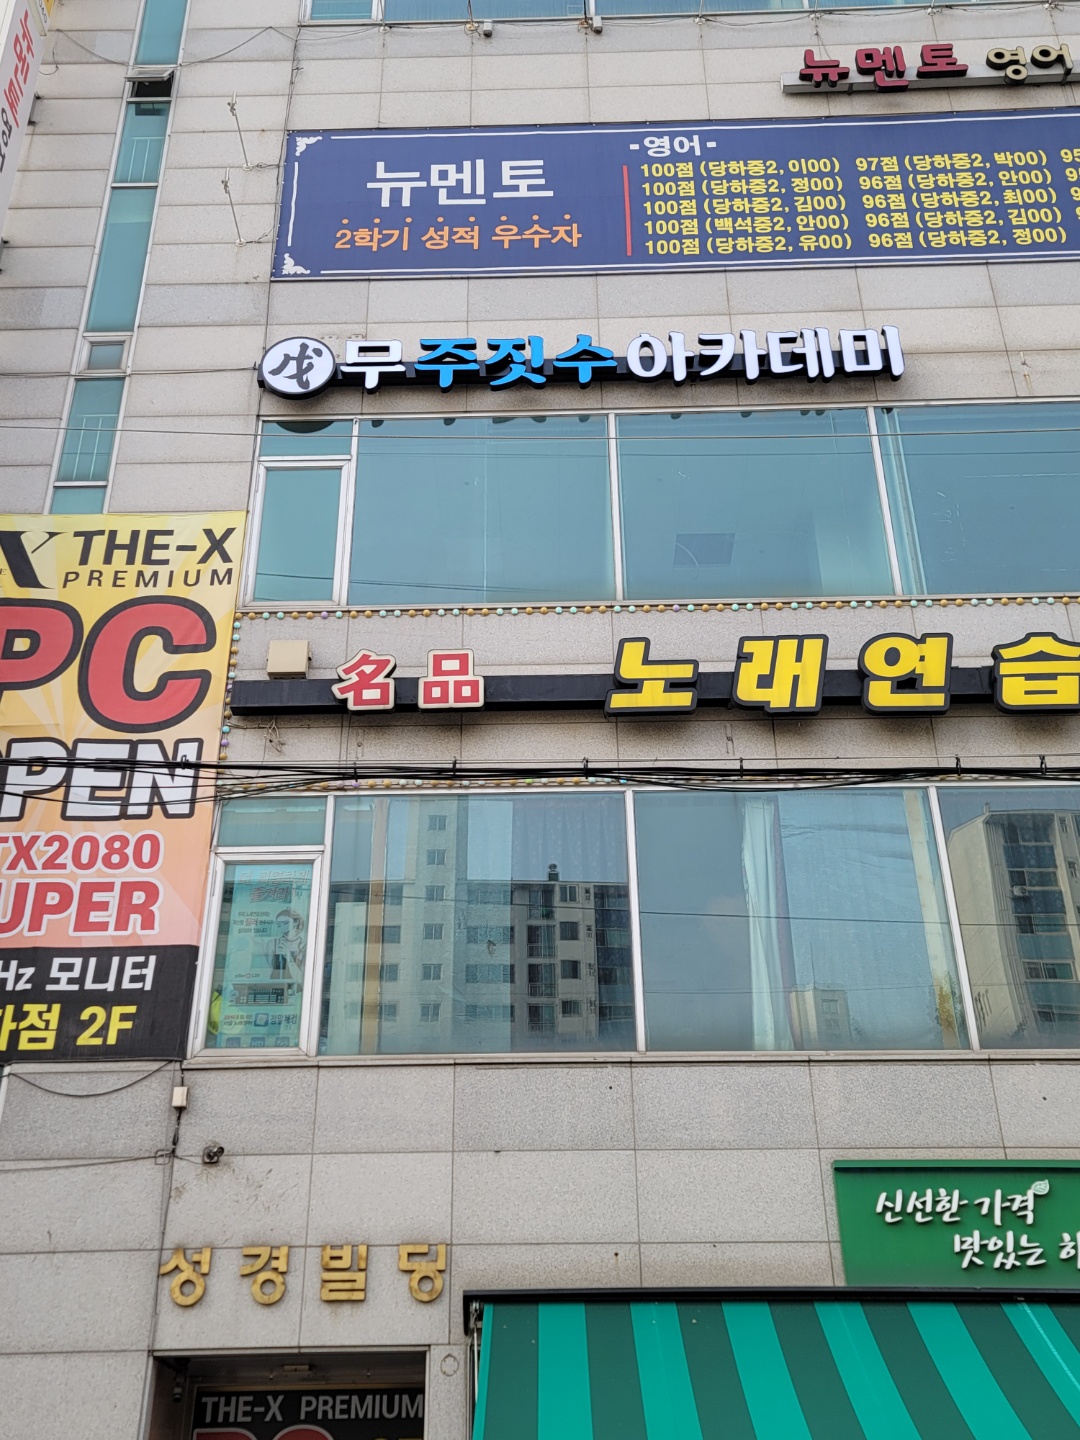 뉴멘토 영어
뉴멘토
2학기 성적 우수자
-영어-
100점 (당하중2, 이00) 97점 (당하중2, 박00) 95
100점 (당하중2, 정00) 96점 (당하중2, 안00)
100점 (당하중2, 김00) 96점 (당하중2, 최00)
100점 (백석중2, 안00) 96점 (당하중2, 김00)
100점 (당하중2, 유00) 96점 (당하중2, 정00)
戊무주짓수아카데미
X THE-X
PREMIUM
PC
OPEN
TX2080
SUPER
Hz 모니터
점 2F
名品 노래연습
성경빌딩
신선한 가격
맛있는 하
THE-X PREMIUM